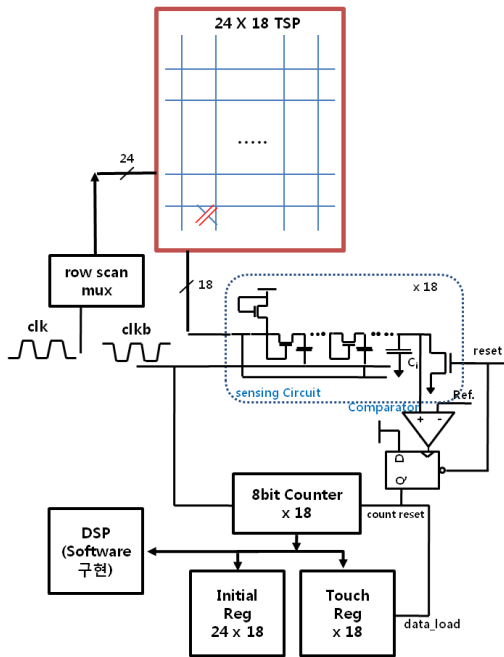 24 X 18 TSP
.....
24
18
row scan
mux
clk
clkb
x 18
Ci
sensing Circuit
reset
Comparator
Ref.
+ -
D
Q'
8bit Counter
x 18
count reset
DSP
(Software
구현)
Initial
Reg
24 x 18
Touch
Reg
x 18
data_load